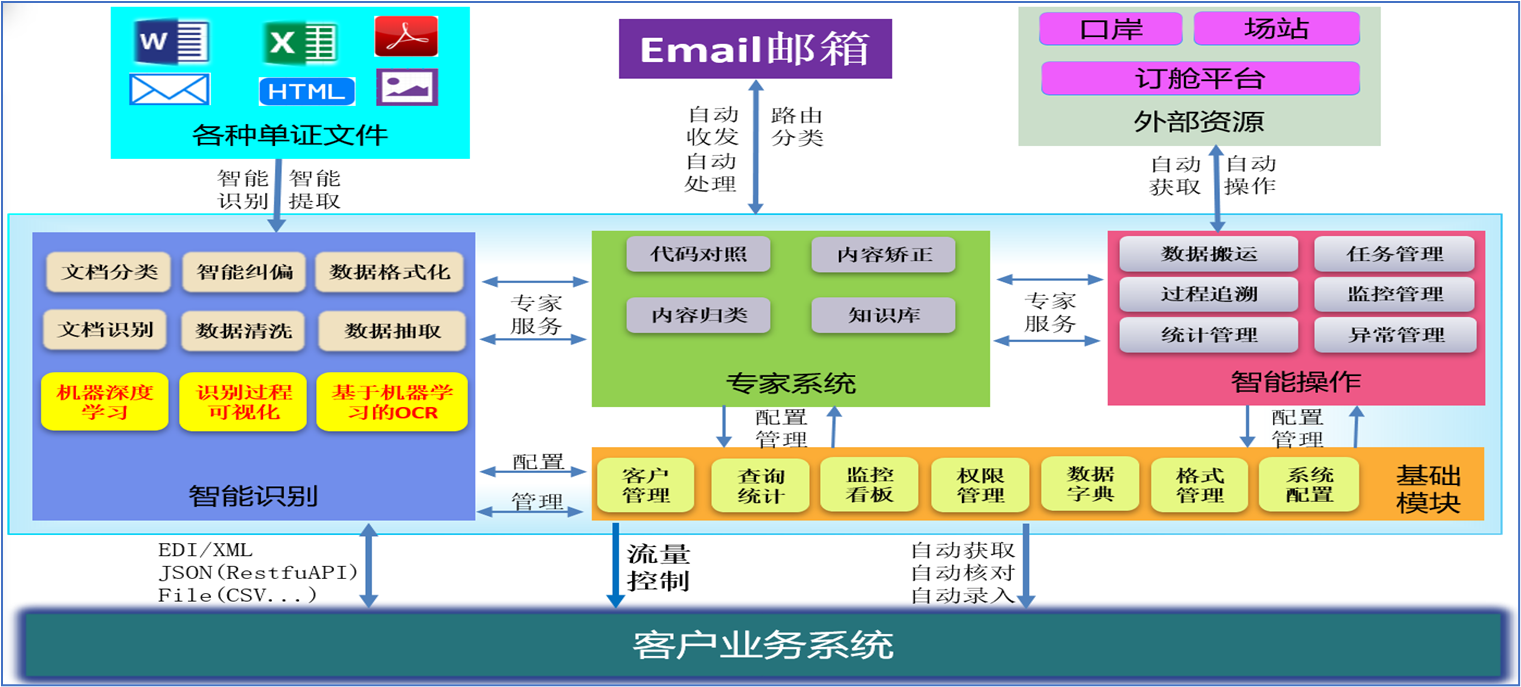 W
X
HTML
各种单证文件
Email邮箱
口岸
场站
订舱平台
外部资源
智能
识别
智能
提取
自动
收发
自动
处理
路由
分类
自动
获取
自动
操作
文档分类
智能纠偏
数据格式化
文档识别
数据清洗
数据抽取
机器深度
学习
识别过程
可视化
基于机器学
习的OCR
智能识别
专家
服务
代码对照
内容矫正
内容归类
知识库
专家系统
专家
服务
数据搬运
任务管理
过程追溯
监控管理
统计管理
异常管理
智能操作
配置
管理
配置
管理
配置
管理
客户
管理
查询
统计
监控
看板
权限
管理
数据
字典
格式
管理
系统
配置
基础
模块
EDI/XML
JSON(RestfuAPI)
File(CSV...)
流量
控制
自动获取
自动核对
自动录入
客户业务系统